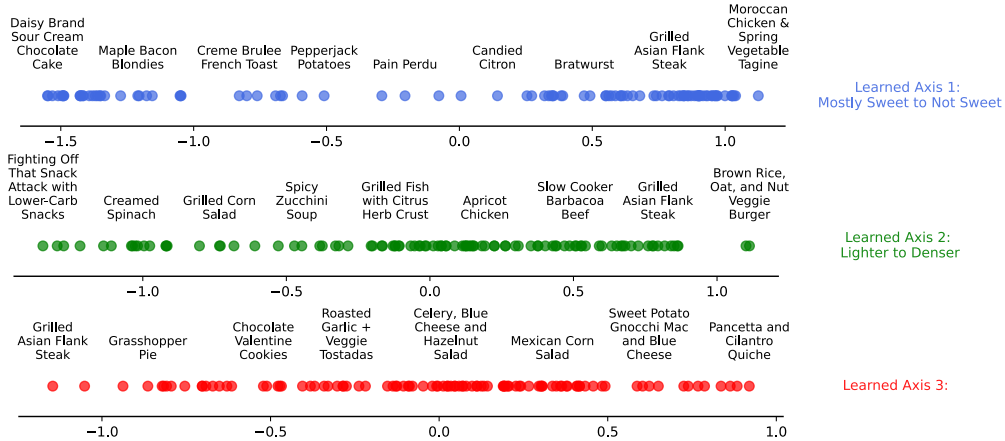 Daisy Brand
Sour Cream
Chocolate
Cake
Maple Bacon
Blondies
Creme Brulee
French Toast
Pepperjack
Potatoes
Pain Perdu
Candied
Citron
Bratwurst
Grilled
Asian Flank
Steak
Moroccan
Chicken &
Spring
Vegetable
Tagine
Learned Axis 1:
Mostly Sweet to Not Sweet
−1.5
−1.0
−0.5
0.0
0.5
1.0
Fighting Off
That Snack
Attack with
Lower-Carb
Snacks
Creamed
Spinach
Grilled Corn
Salad
Spicy
Zucchini
Soup
Grilled Fish
with Citrus
Herb Crust
Apricot
Chicken
Slow Cooker
Barbacoa
Beef
Grilled
Asian Flank
Steak
Brown Rice,
Oat, and Nut
Veggie
Burger
Learned Axis 2:
Lighter to Denser
−1.0
−0.5
0.0
0.5
1.0
Grilled
Asian Flank
Steak
Grasshopper
Pie
Chocolate
Valentine
Cookies
Roasted
Garlic +
Veggie
Tostadas
Celery, Blue
Cheese and
Hazelnut
Salad
Mexican Corn
Salad
Sweet Potato
Gnocchi Mac
and Blue
Cheese
Pancetta and
Cilantro
Quiche
Learned Axis 3:
−1.0
−0.5
0.0
0.5
1.0